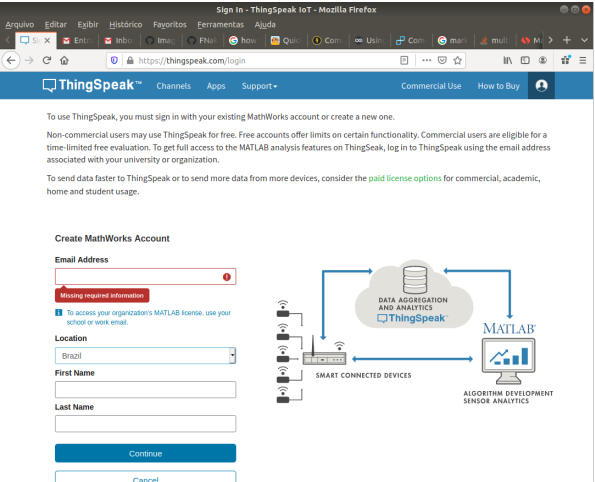 Sign In - ThingSpeak IoT - Mozilla Firefox
Arquivo Editar Exibir Histórico Favoritos Ferramentas Ajuda
Entr Inbo Imag FNal how Quic Com Using Com mark mult
https://thingspeak.com/login
ThingSpeak™ Channels Apps Support Commercial Use How to Buy
To use ThingSpeak, you must sign in with your existing MathWorks account or create a new one.
Non-commercial users may use ThingSpeak for free. Free accounts offer limits on certain functionality. Commercial users are eligible for a
time-limited free evaluation. To get full access to the MATLAB analysis features on ThingSeak, log in to ThingSpeak using the email address
associated with your university or organization.
To send data faster to ThingSpeak or to send more data from more devices, consider the paid license options for commercial, academic,
home and student usage.
Create MathWorks Account
Email Address
Missing required information
To access your organization's MATLAB license, use your
school or work email.
Location
Brazil
First Name
Last Name
Continue
Cancel
DATA AGGREGATION
AND ANALYTICS
ThingSpeak™
MATLAB®
SMART CONNECTED DEVICES
ALGORITHM DEVELOPMENT
SENSOR ANALYTICS